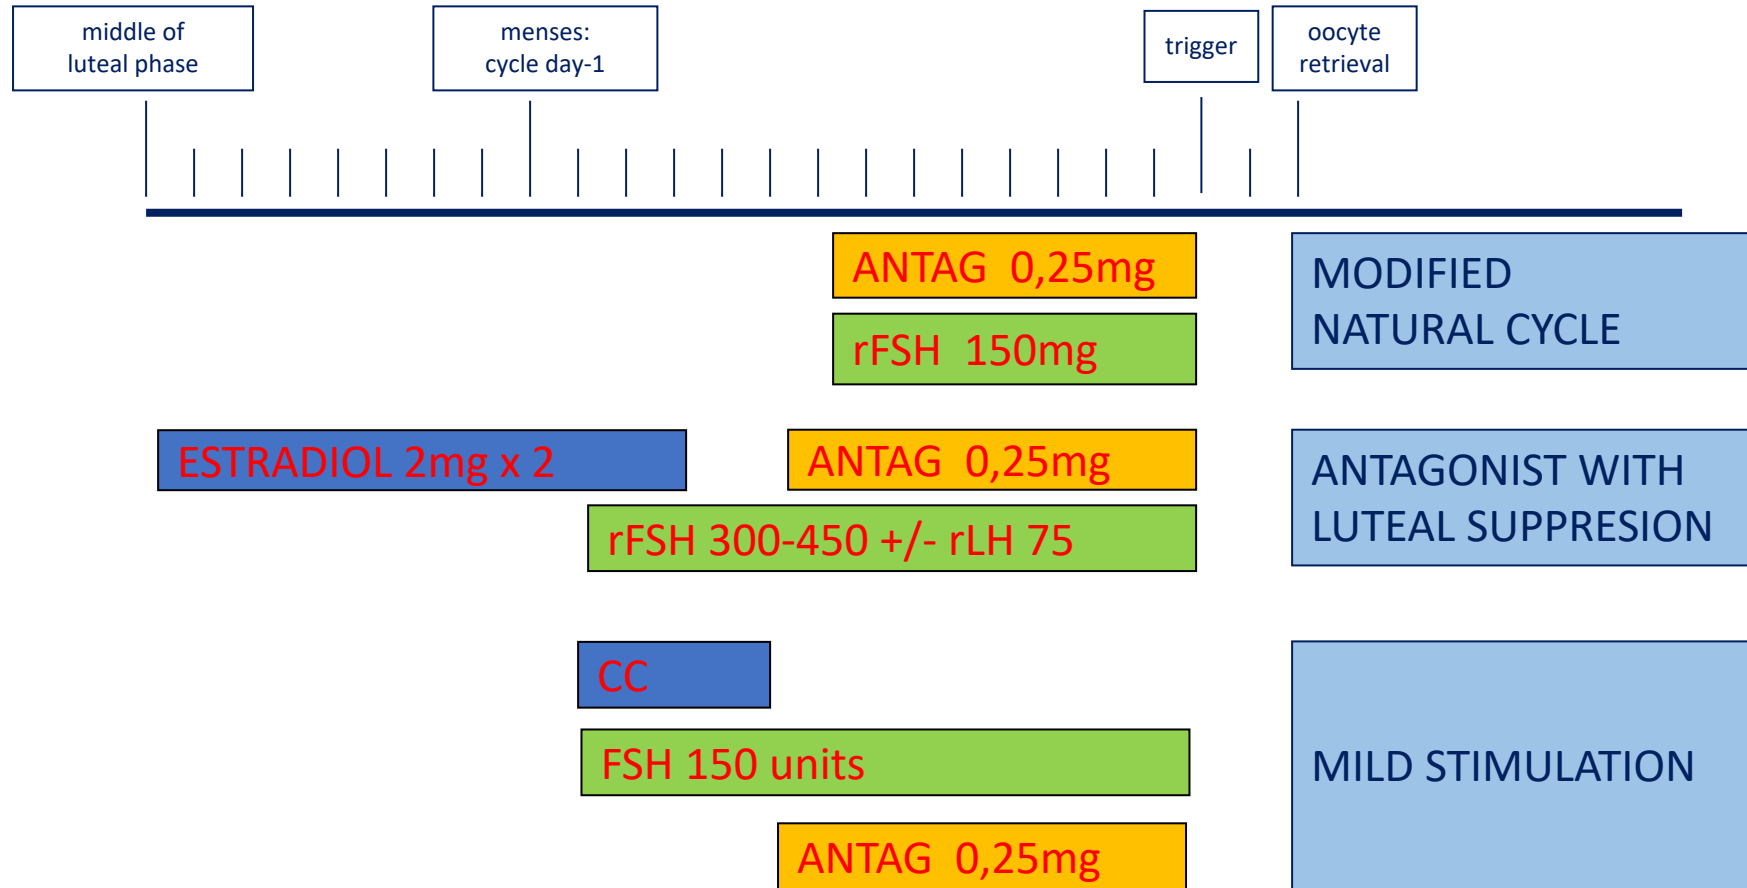 middle of
luteal phase
menses:
cycle day-1
trigger
oocyte
retrieval
ANTAG 0,25mg
rFSH 150mg
MODIFIED
NATURAL CYCLE
ESTRADIOL 2mg x 2
ANTAG 0,25mg
rFSH 300-450 +/- rLH 75
ANTAGONIST WITH
LUTEAL SUPPRESION
CC
FSH 150 units
ANTAG 0,25mg
MILD STIMULATION